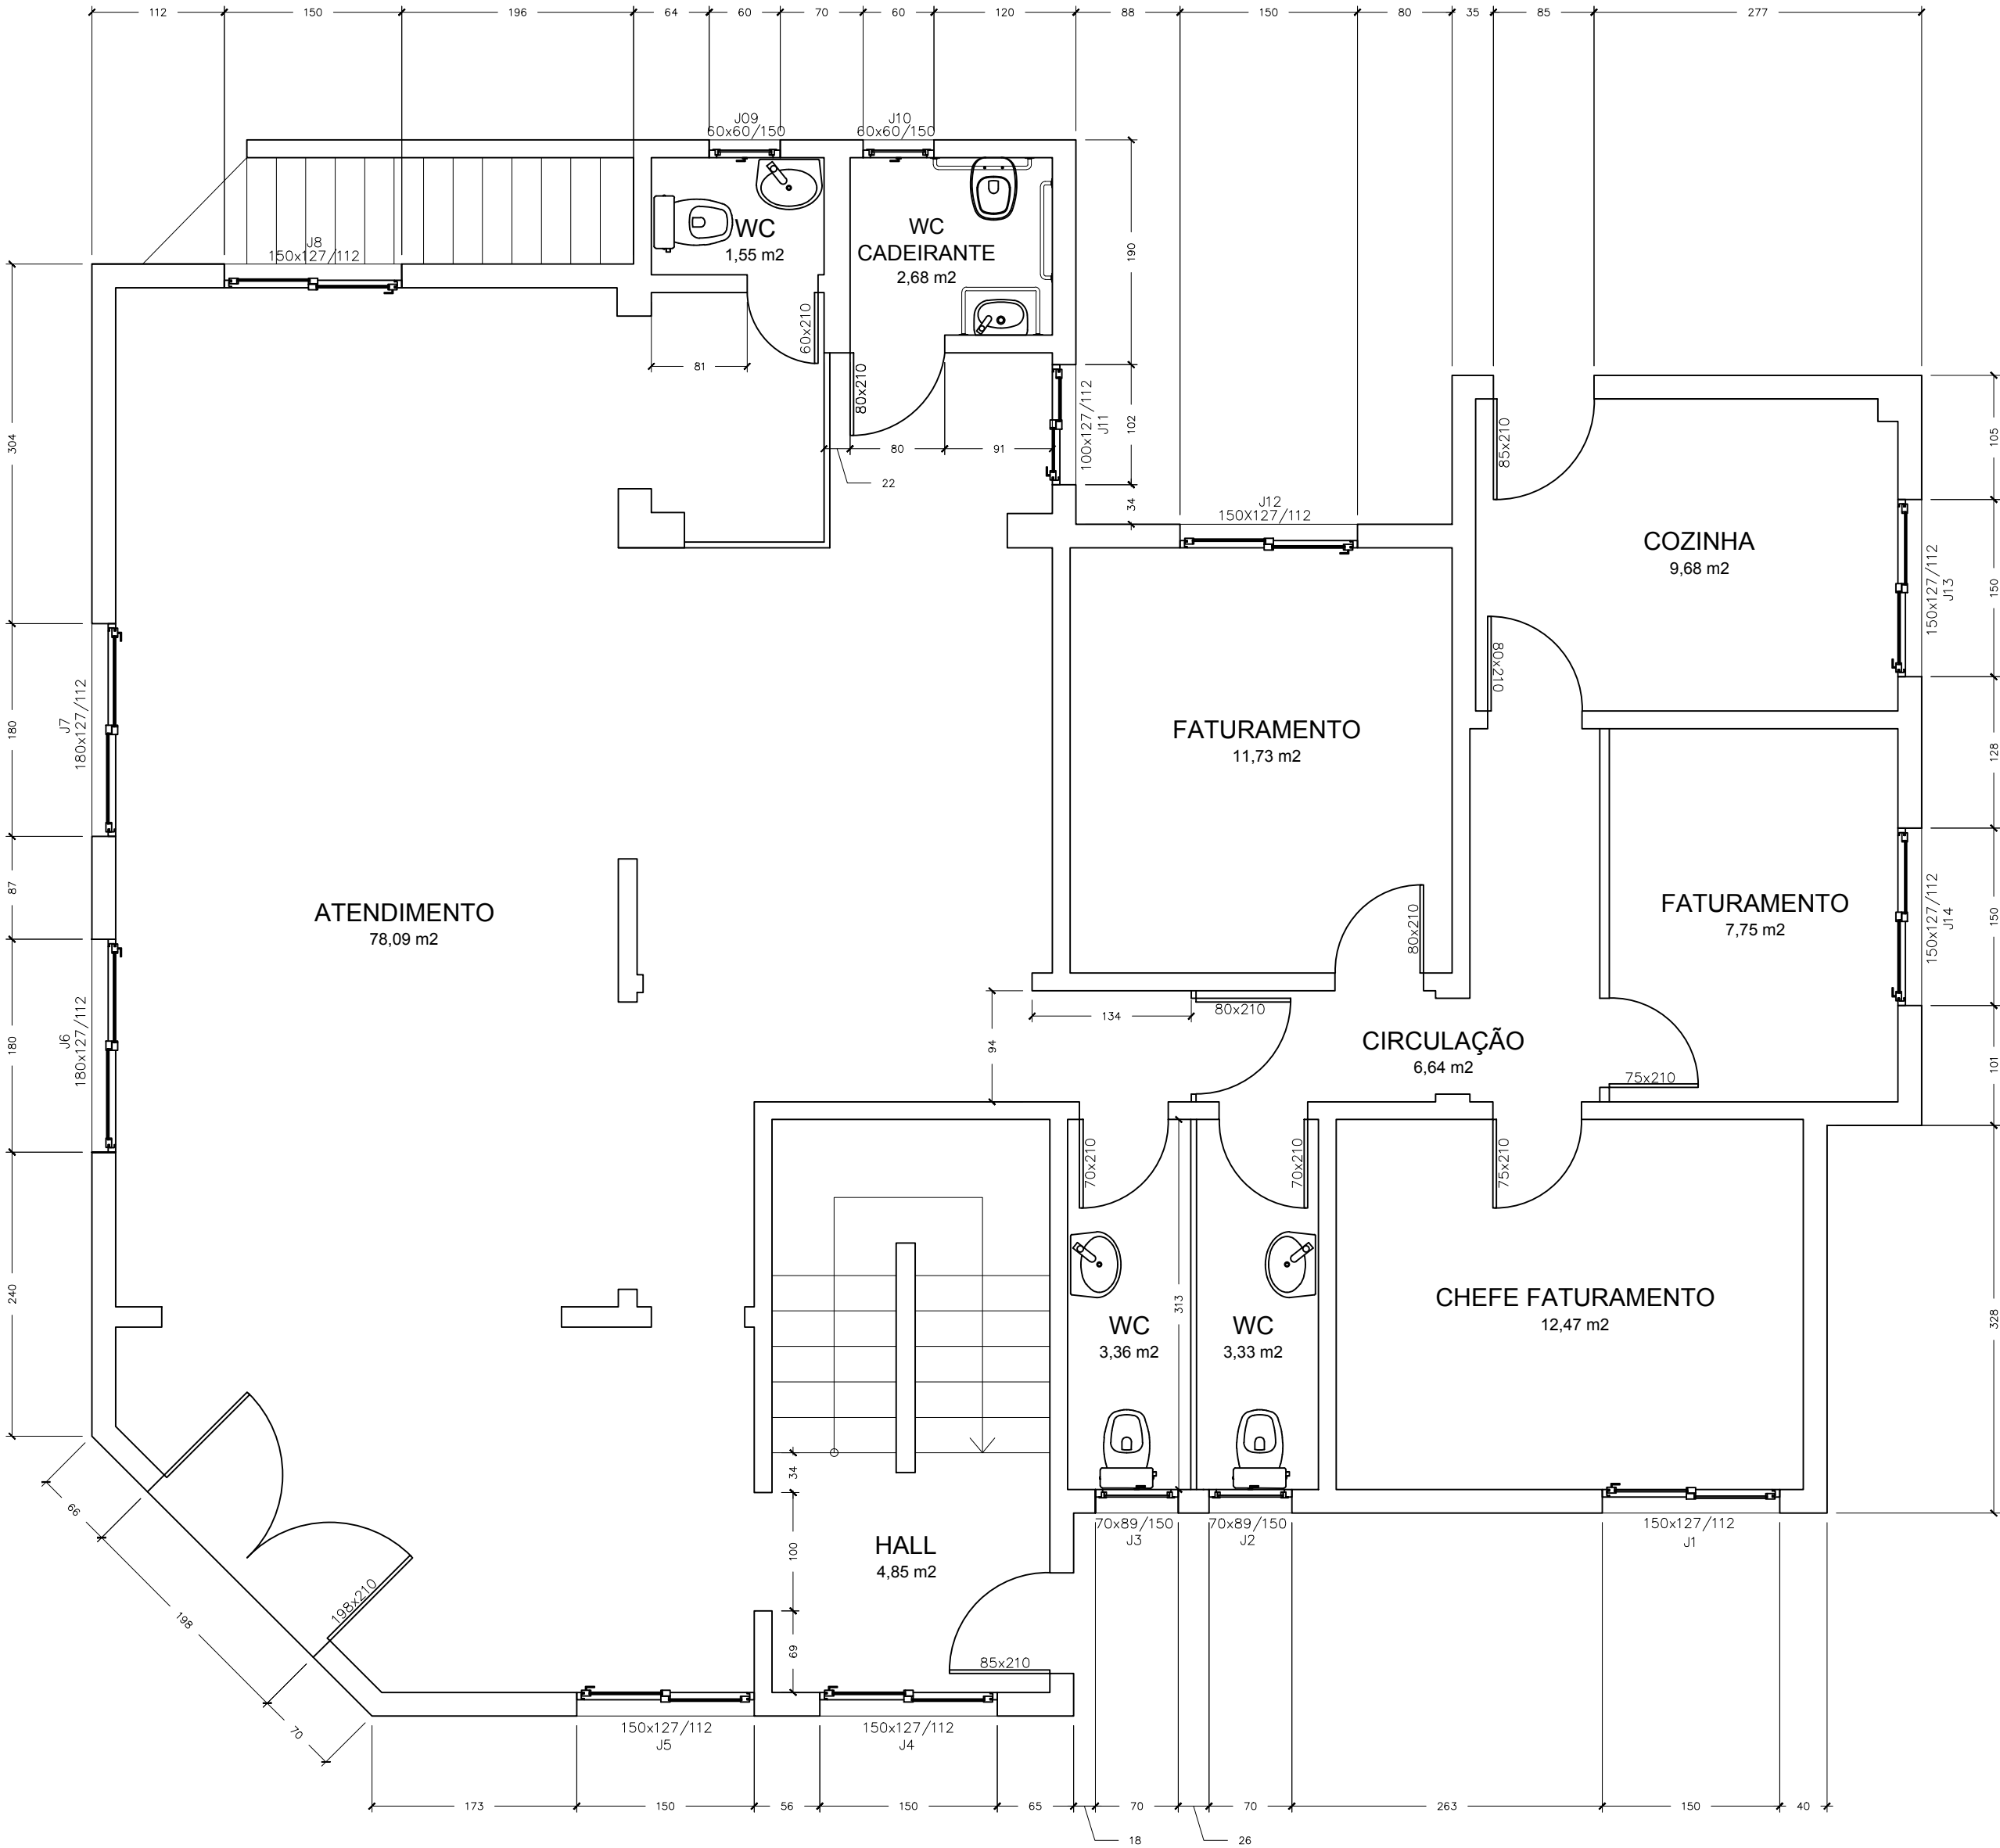 112
150
196
64
60
70
60
120
88
150
80
35
85
277
J09
60x60/150
J10
60x60/150
J8
150x127/112
WC
1,55 m2
WC
CADEIRANTE
2,68 m2
190
60x210
81
80x210
100x127/112
J11
102
80
91
22
34
J12
150X127/112
85x210
105
304
COZINHA
9,68 m2
150x127/112
J13
150
80x210
J7
180x127/112
180
FATURAMENTO
11,73 m2
128
87
ATENDIMENTO
78,09 m2
FATURAMENTO
7,75 m2
150x127/112
J14
150
80x210
J6
180x127/112
180
134
80x210
94
CIRCULAÇÃO
6,64 m2
75x210
101
70x210
70x210
75x210
240
313
CHEFE FATURAMENTO
12,47 m2
328
WC
3,36 m2
WC
3,33 m2
34
66
70x89/150
J3
70x89/150
J2
150x127/112
J1
100
HALL
4,85 m2
198x210
198
69
85x210
70
150x127/112
J5
150x127/112
J4
173
150
56
150
65
70
70
263
150
40
18
26